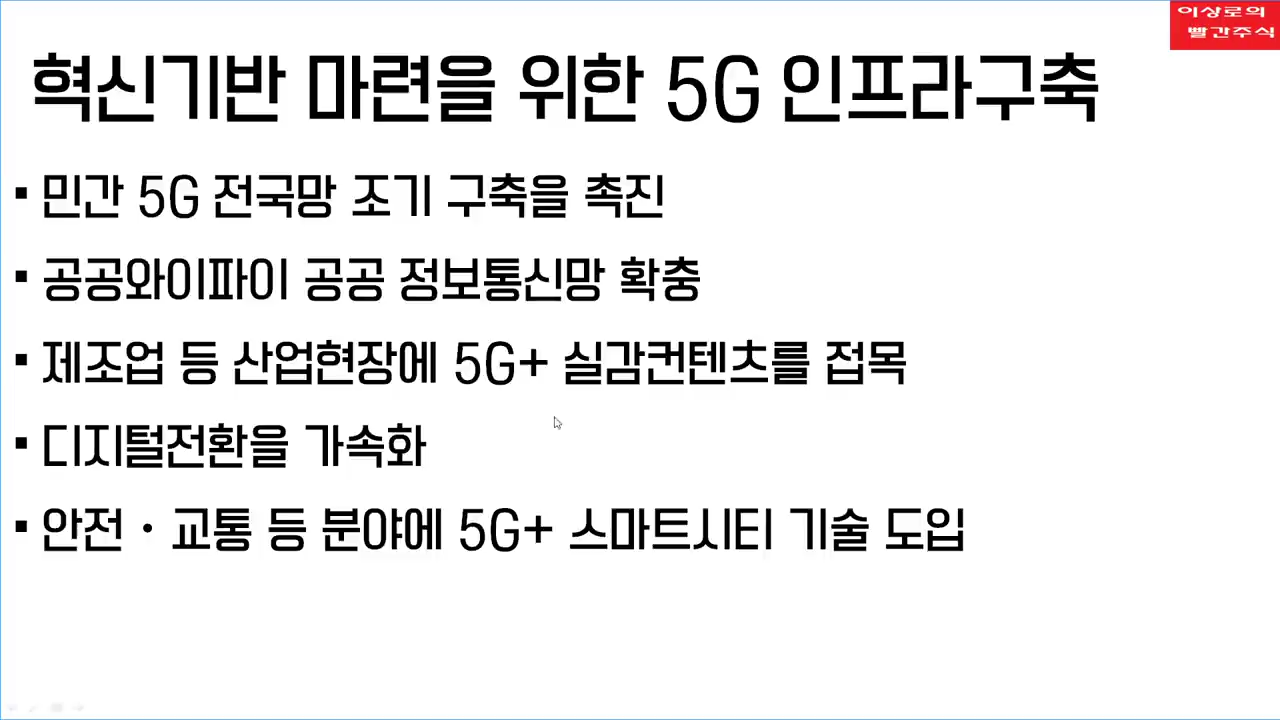 이상로의
빨간주식
혁신기반 마련을 위한 5G 인프라구축
▪ 민간 5G 전국망 조기 구축을 촉진
▪ 공공와이파이 공공 정보통신망 확충
▪ 제조업 등 산업현장에 5G+ 실감컨텐츠를 접목
▪ 디지털전환을 가속화
▪ 안전・교통 등 분야에 5G+ 스마트시티 기술 도입